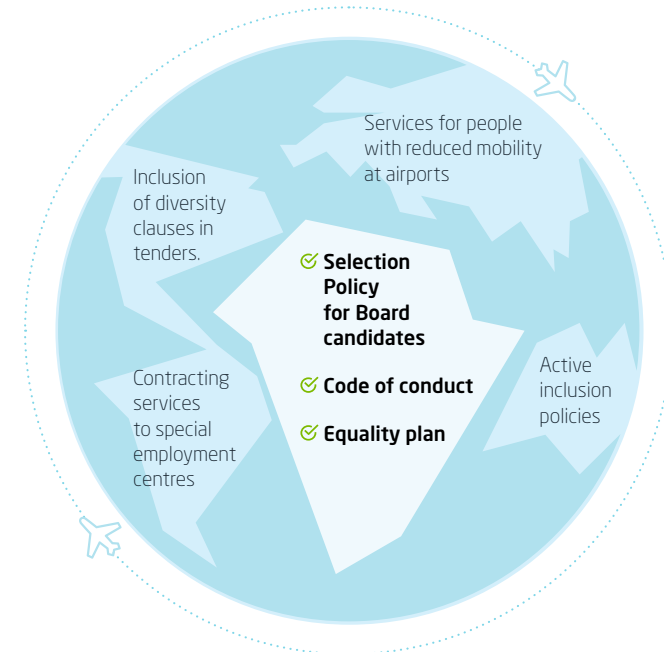 Services for people
with reduced mobility
at airports
Inclusion
of diversity
clauses in
tenders.
Selection
Policy
for Board
candidates
Code of conduct
Equality plan
Active
inclusion
policies
Contracting
services
to special
employment
centres